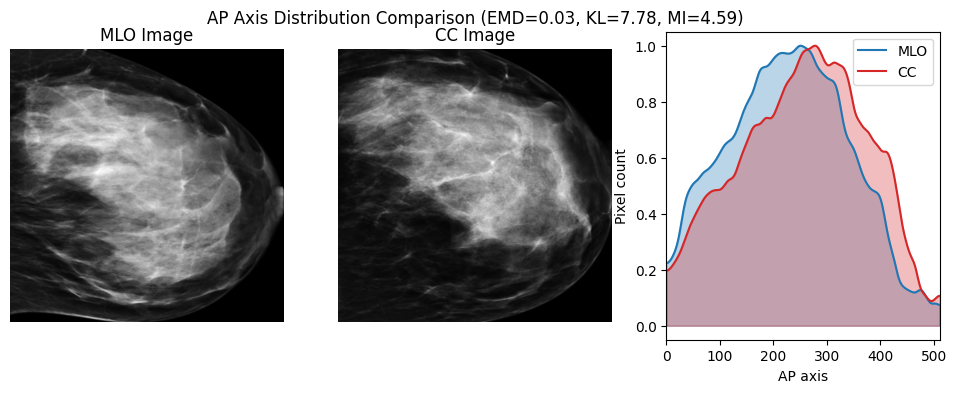 AP Axis Distribution Comparison (EMD=0.03, KL=7.78, MI=4.59)
MLO Image
CC Image
MLO
CC
Pixel count
1.0
0.8
0.6
0.4
0.2
0.0
0 100 200 300 400 500
AP axis